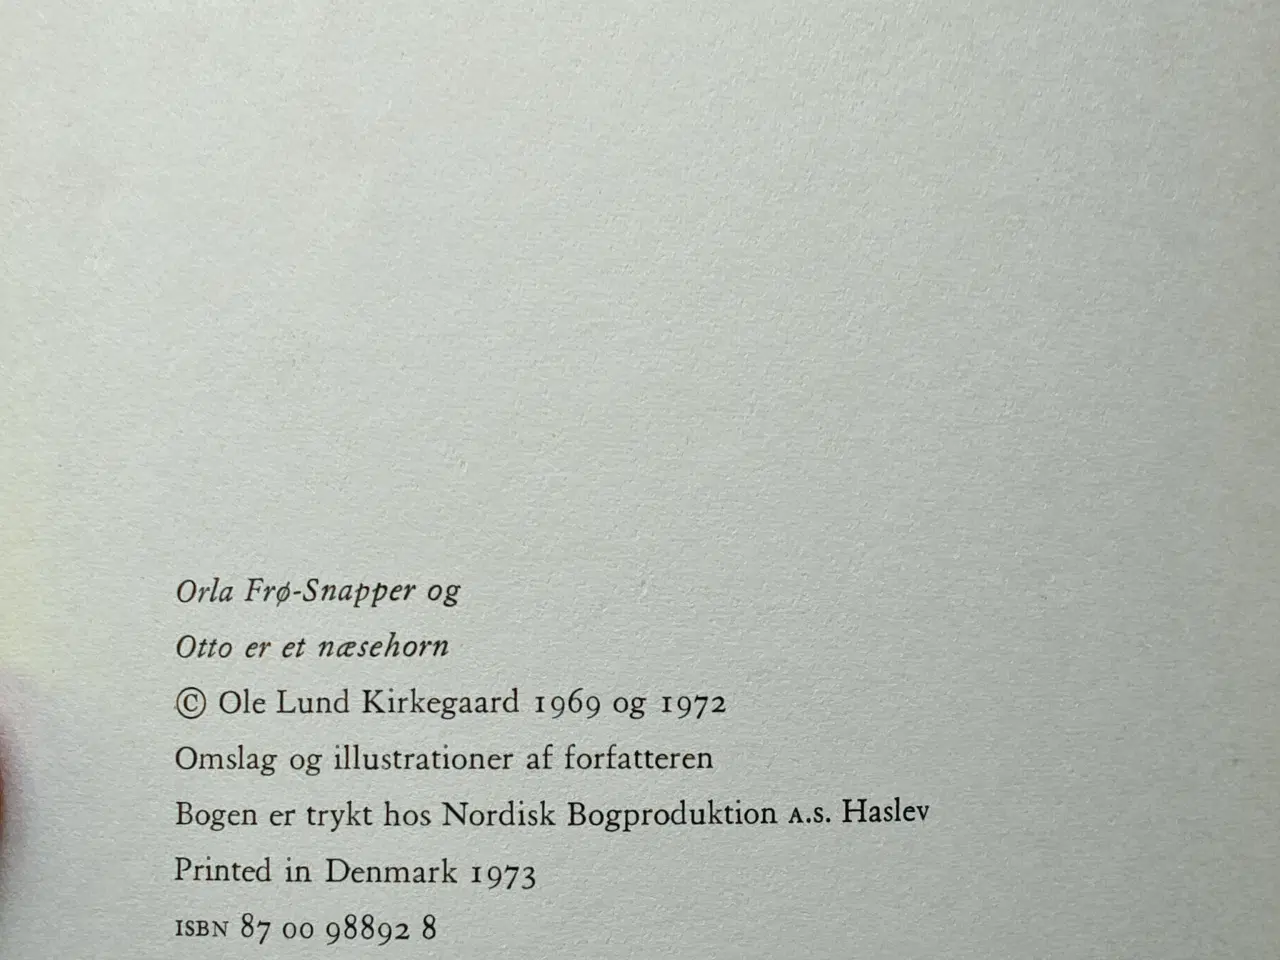 Orla Frø-Snapper og
Otto er et næsehorn
© Ole Lund Kirkegaard 1969 og 1972
Omslag og illustrationer af forfatteren
Bogen er trykt hos Nordisk Bogproduktion A.S. Haslev
Printed in Denmark 1973
ISBN 87 00 98892 8